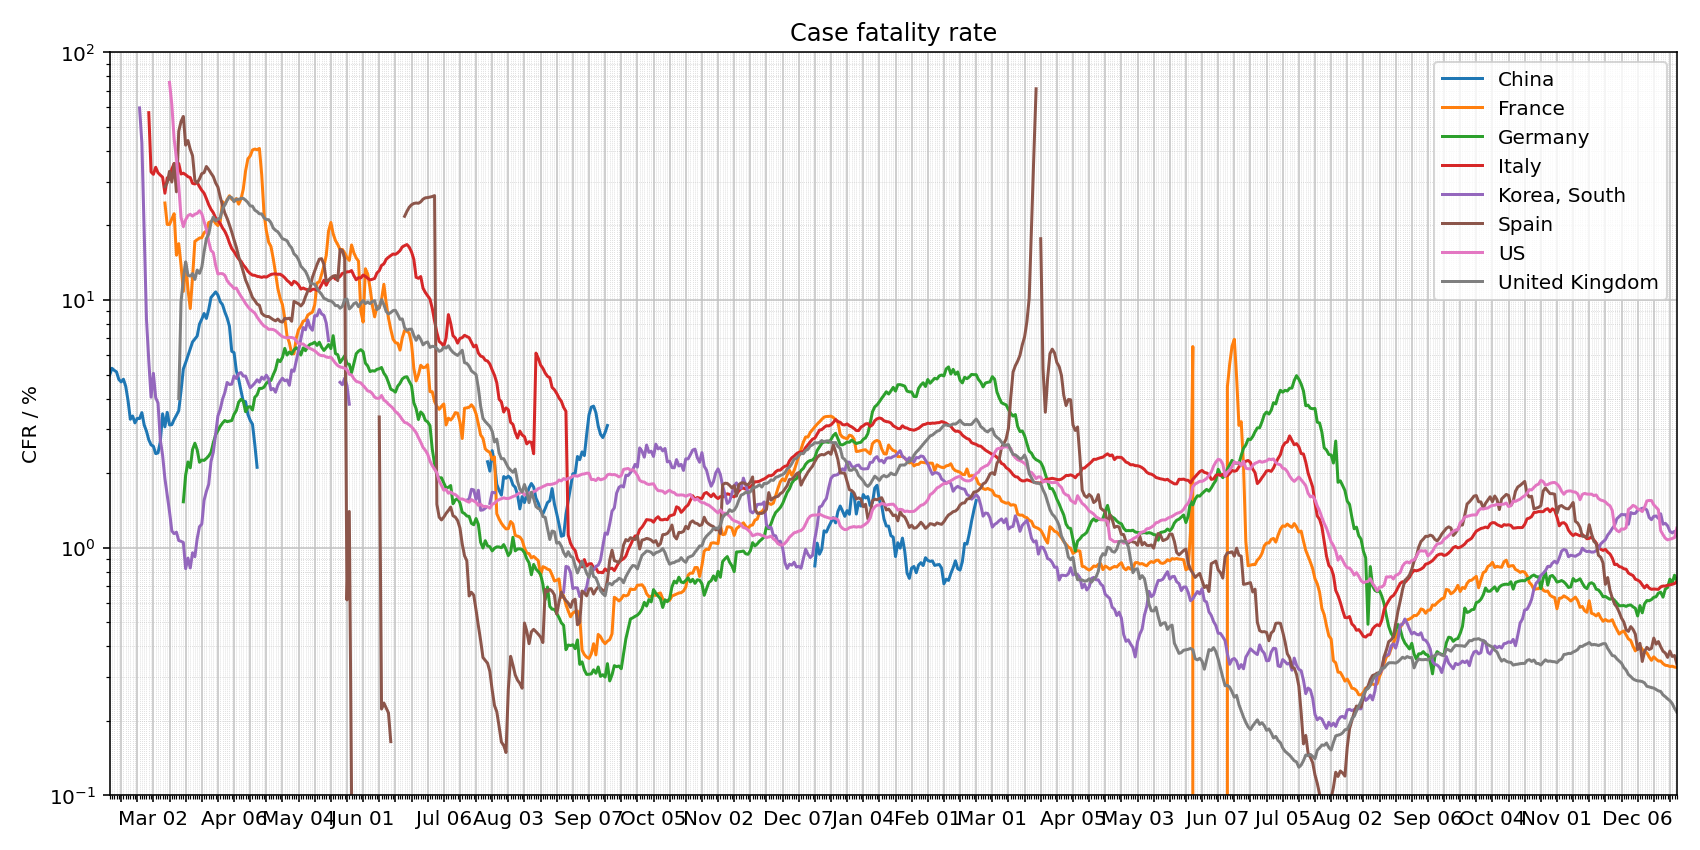 Case fatality rate
CFR / %
10²
10¹
10⁰
10⁻¹
China
France
Germany
Italy
Korea, South
Spain
US
United Kingdom
Mar 02 Apr 06 May 04 Jun 01 Jul 06 Aug 03 Sep 07 Oct 05 Nov 02 Dec 07 Jan 04 Feb 01 Mar 01 Apr 05 May 03 Jun 07 Jul 05 Aug 02 Sep 06 Oct 04 Nov 01 Dec 06